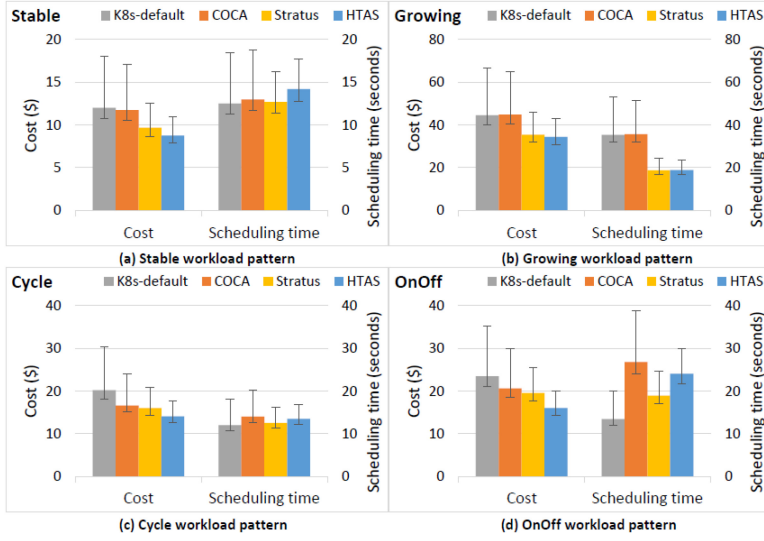 Stable
K8s-default COCA Stratus HTAS
20 20
15 15
10 10
5 5
0 0
Cost ($)
Scheduling time (seconds)
Cost Scheduling time
(a) Stable workload pattern
Growing
K8s-default COCA Stratus HTAS
80 80
60 60
40 40
20 20
0 0
Cost ($)
Scheduling time (seconds)
Cost Scheduling time
(b) Growing workload pattern
Cycle
K8s-default COCA Stratus HTAS
40 40
30 30
20 20
10 10
0 0
Cost ($)
Scheduling time (seconds)
Cost Scheduling time
(c) Cycle workload pattern
OnOff
K8s-default COCA Stratus HTAS
40 40
30 30
20 20
10 10
0 0
Cost ($)
Scheduling time (seconds)
Cost Scheduling time
(d) OnOff workload pattern